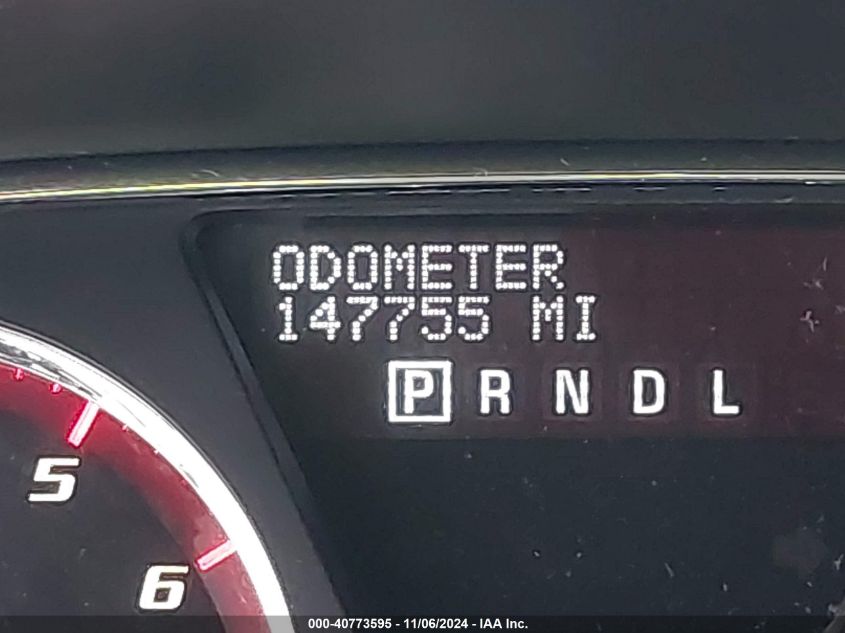 ODOMETER
147755 MI
P R N D L
5
6
000-40773595 - 11/06/2024 - IAA Inc.